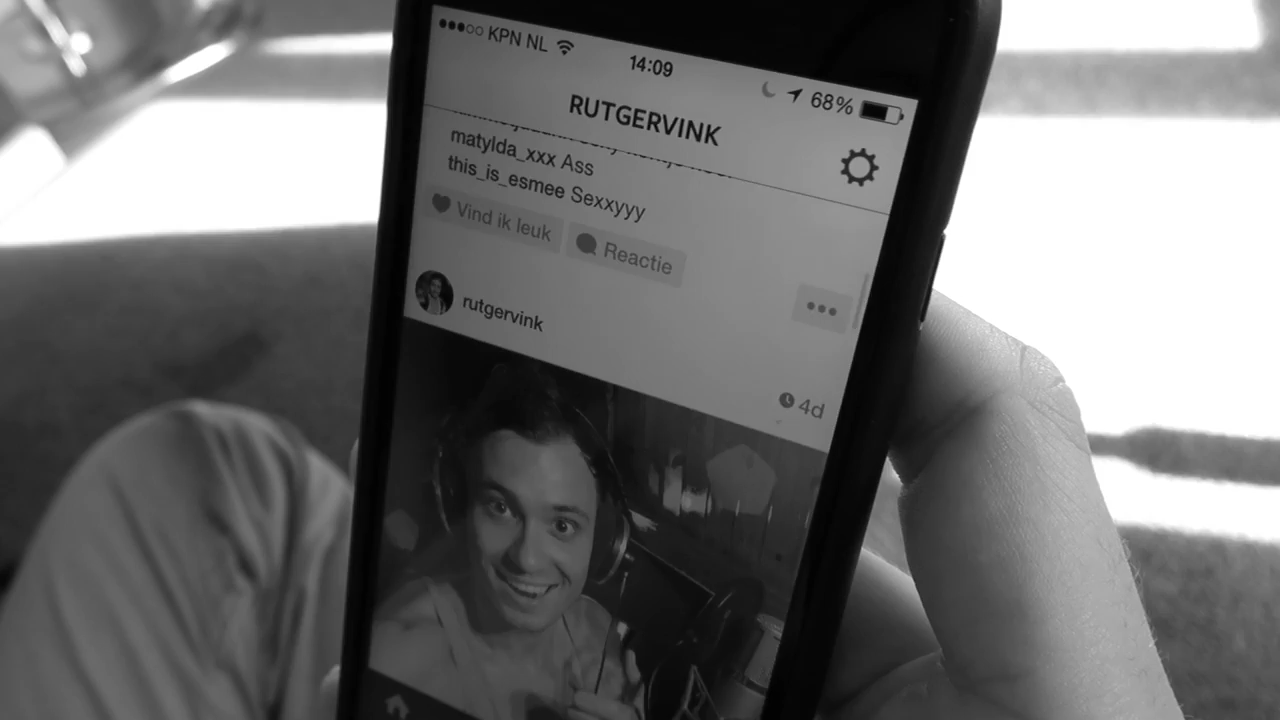 KPN NL
14:09
68%
RUTGERVINK
matylda_xxx Ass
this_is_esmee Sexxyyy
Vind ik leuk
Reactie
rutgervink
4d